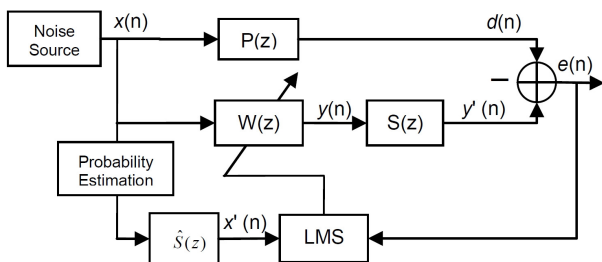 Noise
Source
x(n)
P(z)
d(n)
e(n)
−
W(z)
y(n)
S(z)
y' (n)
Probability
Estimation
Ŝ(z)
x' (n)
LMS